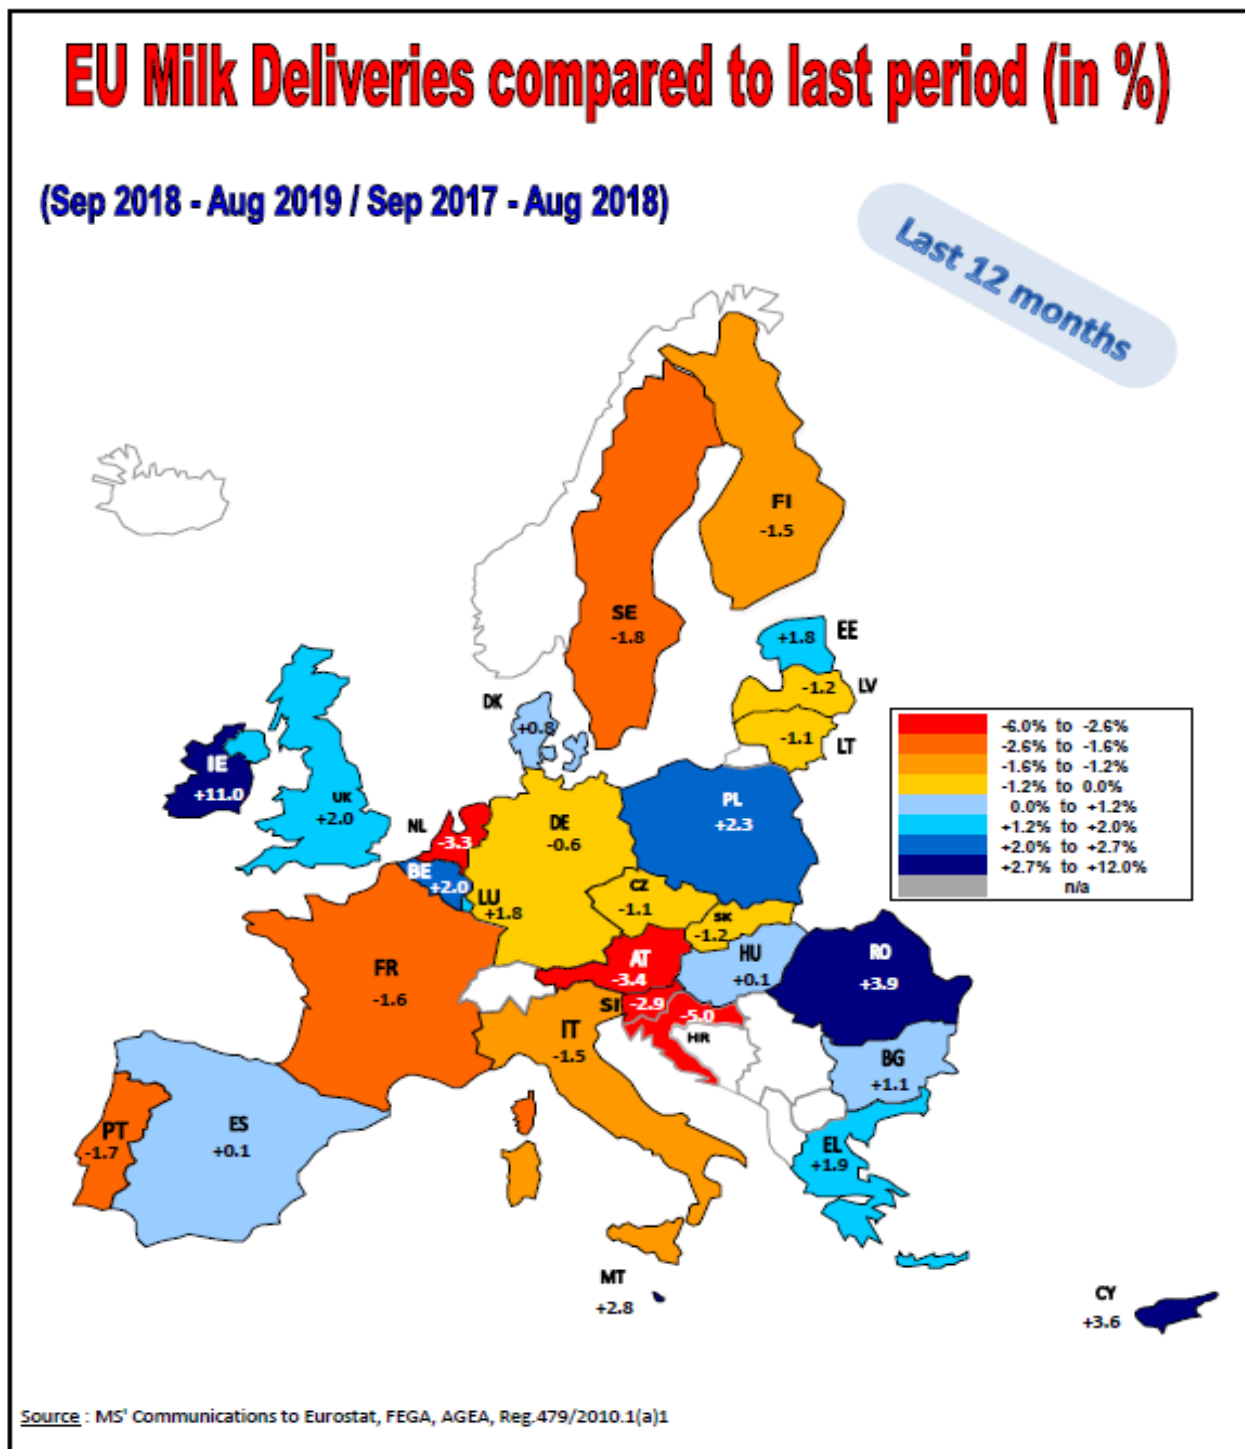 EU Milk Deliveries compared to last period (in %)
(Sep 2018 - Aug 2019 / Sep 2017 - Aug 2018)
Last 12 months
FI
-1.5
SE
-1.8
EE
+1.8
LV
-1.2
LT
-1.1
DK
+0.8
IE
+11.0
UK
+2.0
NL
-3.3
BE
+2.0
LU
+1.8
DE
-0.6
PL
+2.3
CZ
-1.1
SK
-1.2
AT
-3.4
HU
+0.1
RO
+3.9
FR
-1.6
SI
-2.9
-5.0
HR
IT
-1.5
BG
+1.1
PT
-1.7
ES
+0.1
EL
+1.9
MT
+2.8
CY
+3.6
-6.0% to -2.6%
-2.6% to -1.6%
-1.6% to -1.2%
-1.2% to 0.0%
0.0% to +1.2%
+1.2% to +2.0%
+2.0% to +2.7%
+2.7% to +12.0%
n/a
Source : MS' Communications to Eurostat, FEGA, AGEA, Reg.479/2010.1(a)1